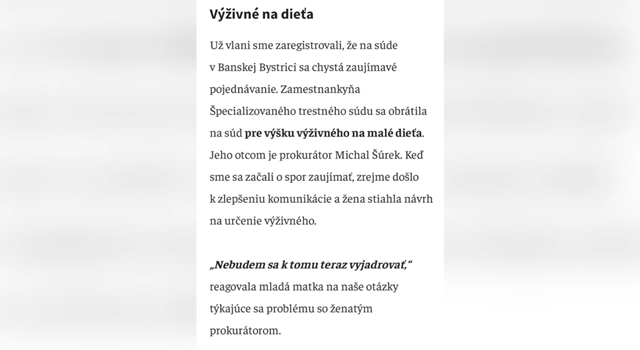 Výživné na dieťa
Už vlani sme zaregistrovali, že na súde
v Banskej Bystrici sa chystá zaujímavé
pojednávanie. Zamestnankyňa
Špecializovaného trestného súdu sa obrátila
na súd pre výšku výživného na malé dieťa.
Jeho otcom je prokurátor Michal Šúrek. Keď
sme sa začali o spor zaujímať, zrejme došlo
k zlepšeniu komunikácie a žena stiahla návrh
na určenie výživného.
„Nebudem sa k tomu teraz vyjadrovať,“
reagovala mladá matka na naše otázky
týkajúce sa problému so ženatým
prokurátorom.